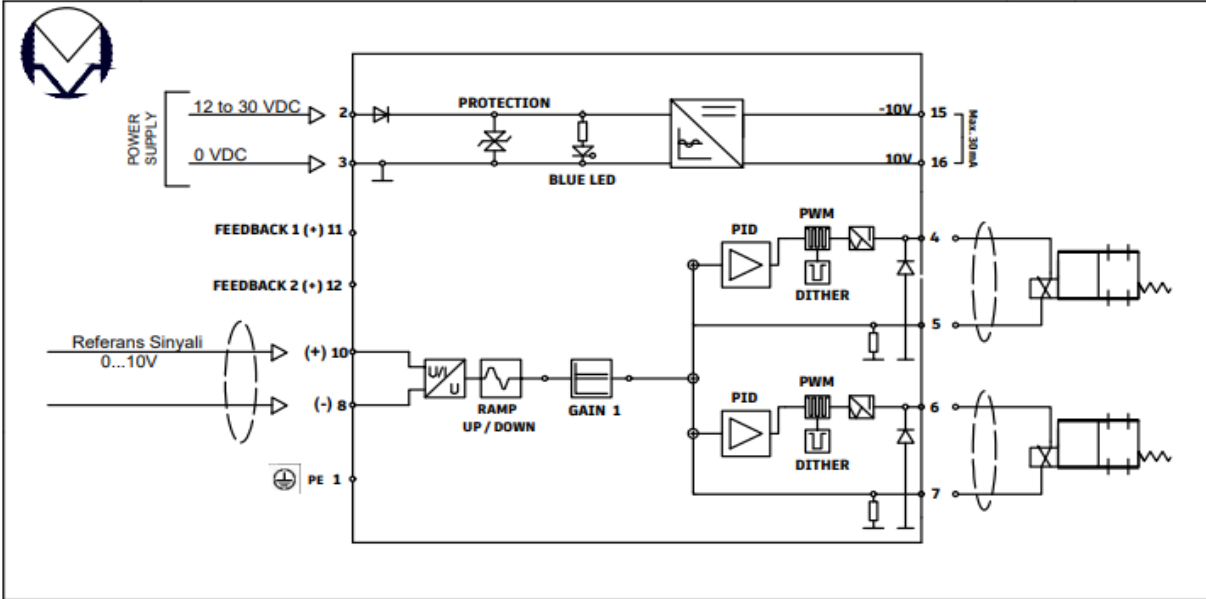 POWER SUPPLY
12 to 30 VDC
2
PROTECTION
-10V
15
Max. 30mA
0 VDC
3
BLUE LED
10V
16
FEEDBACK 1 (+) 11
PID
PWM
4
FEEDBACK 2 (+) 12
DITHER
5
Referans Sinyali
0...10V
(+) 10
(-) 8
U/I
U
RAMP
UP / DOWN
GAIN 1
PID
PWM
6
DITHER
7
PE 1